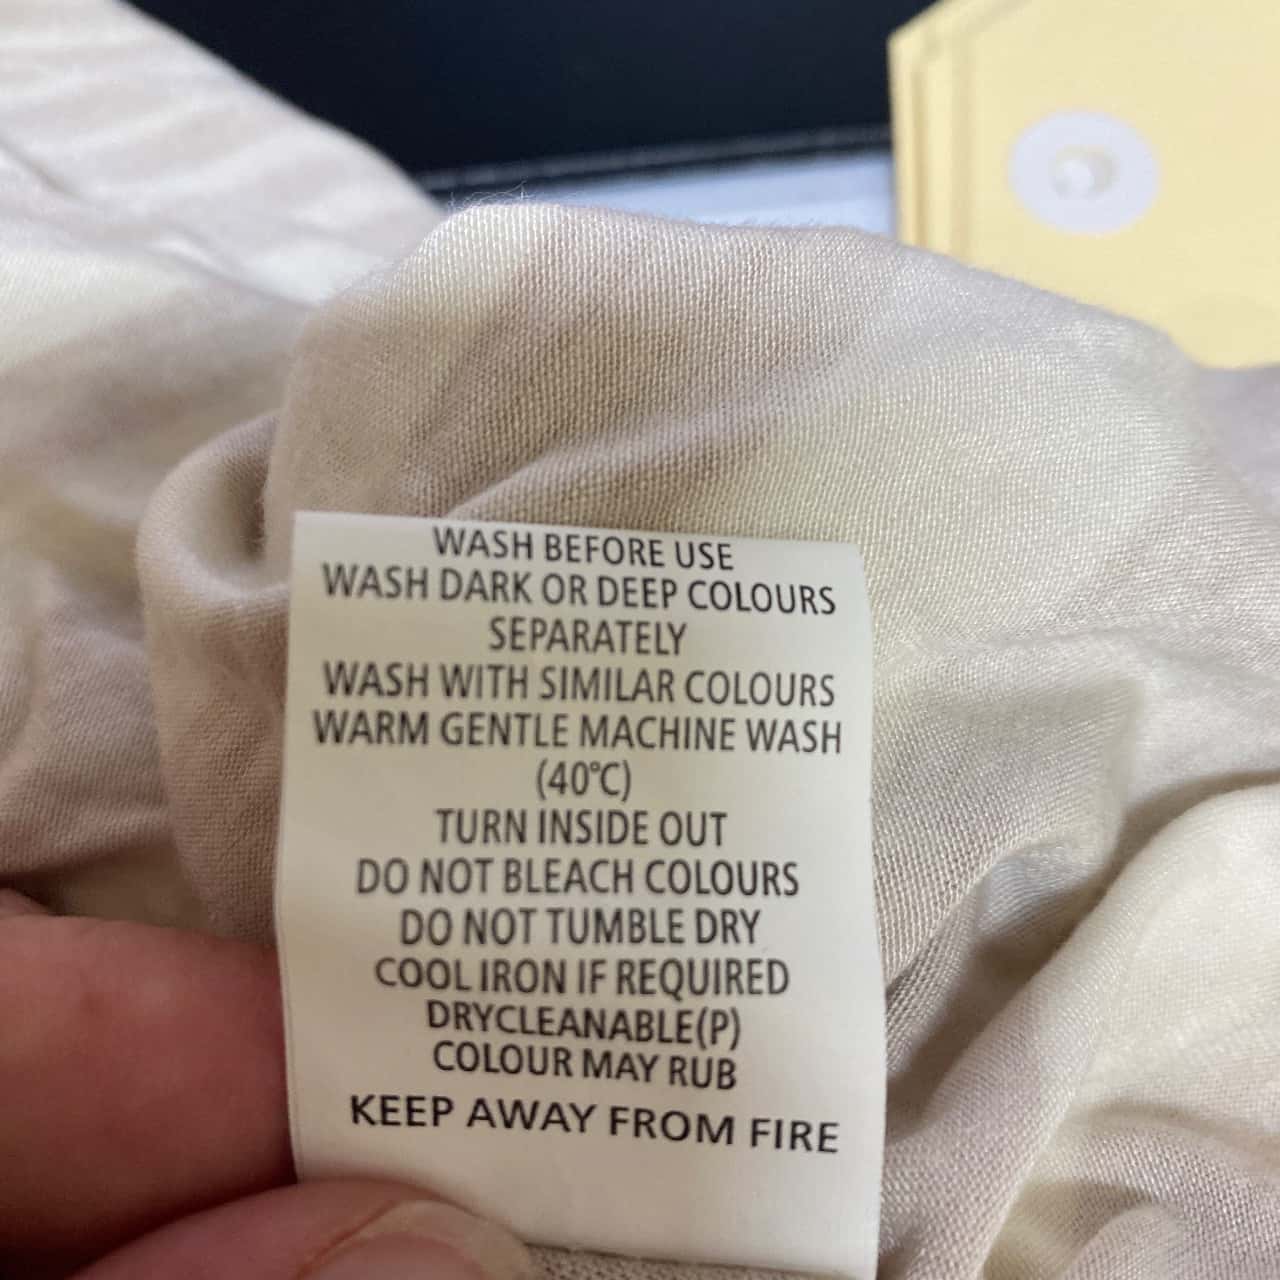 WASH BEFORE USE
WASH DARK OR DEEP COLOURS
SEPARATELY
WASH WITH SIMILAR COLOURS
WARM GENTLE MACHINE WASH
(40°C)
TURN INSIDE OUT
DO NOT BLEACH COLOURS
DO NOT TUMBLE DRY
COOL IRON IF REQUIRED
DRYCLEANABLE(P)
COLOUR MAY RUB
KEEP AWAY FROM FIRE